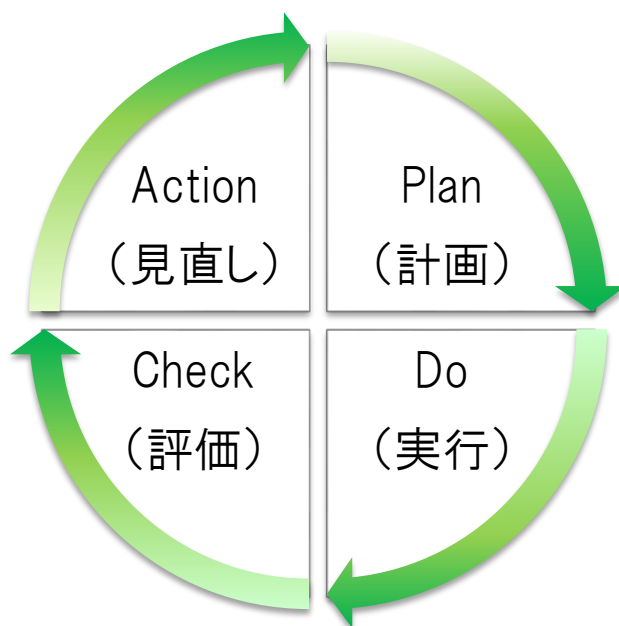 Action
（見直し）
Plan
（計画）
Check
（評価）
Do
（実行）